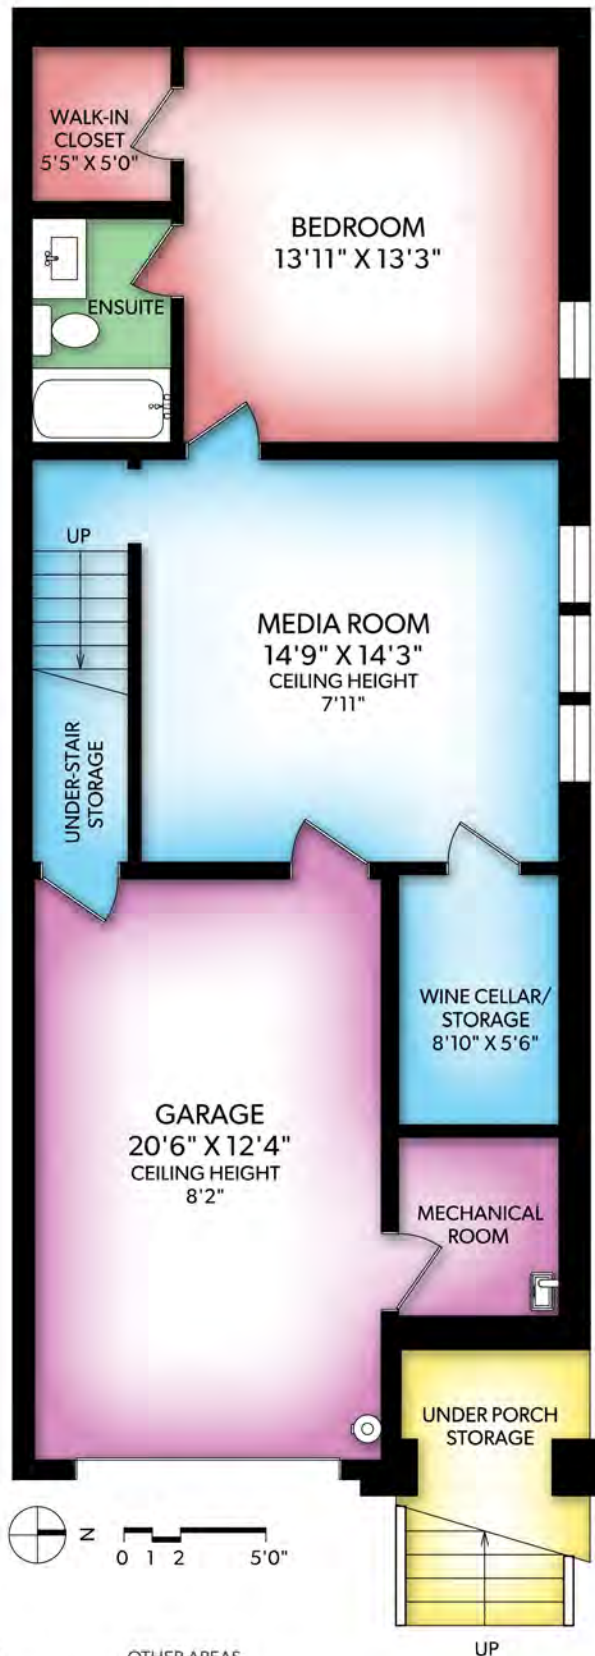 WALK-IN
CLOSET
5'5" X 5'0"
BEDROOM
13'11" X 13'3"
ENSUITE
UP
MEDIA ROOM
14'9" X 14'3"
CEILING HEIGHT
7'11"
UNDER-STAIR
STORAGE
WINE CELLAR/
STORAGE
8'10" X 5'6"
GARAGE
20'6" X 12'4"
CEILING HEIGHT
8'2"
MECHANICAL
ROOM
UNDER PORCH
STORAGE
N
0 1 2 5'0"
UP
OTHER AREAS